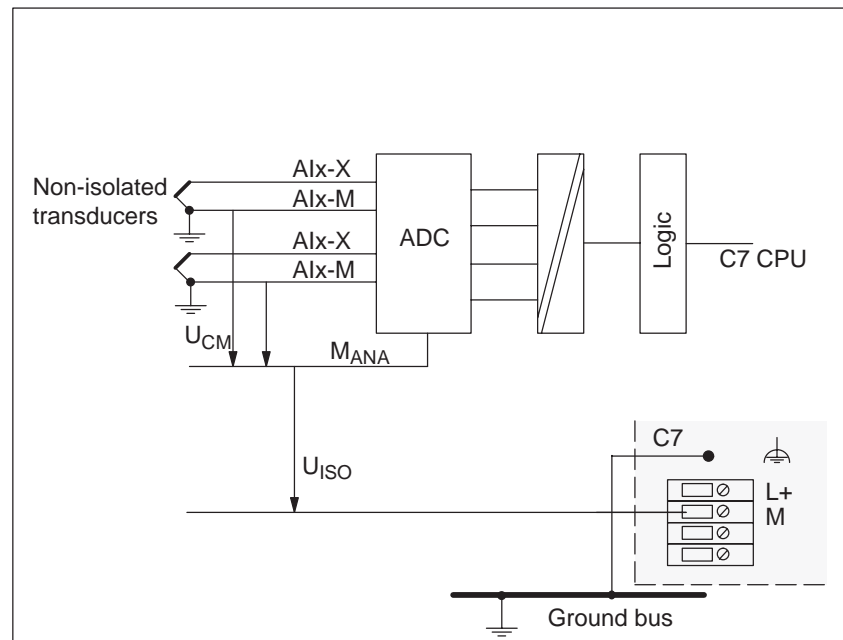 Non-isolated
transducers
AIx-X
AIx-M
AIx-X
AIx-M
ADC
Logic
C7 CPU
UCM
MANA
UISO
C7
L+
M
Ground bus